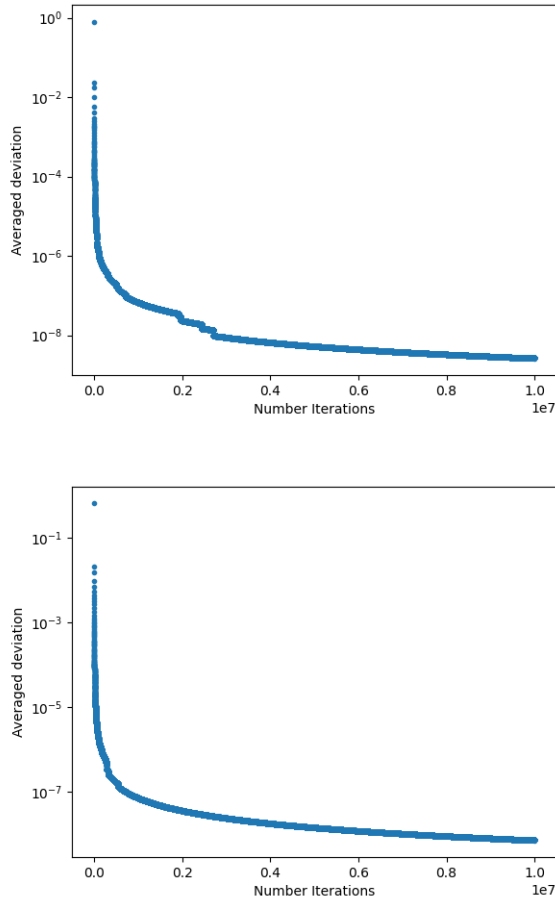 10^0
10^-2
10^-4
10^-6
10^-8
Averaged deviation
0.0 0.2 0.4 0.6 0.8 1.0
1e7
Number Iterctions
10^-1
10^-3
10^-5
10^-7
Averaged deviation
0.0 0.2 0.4 0.6 0.8 1.0
1e7
Number Iterations